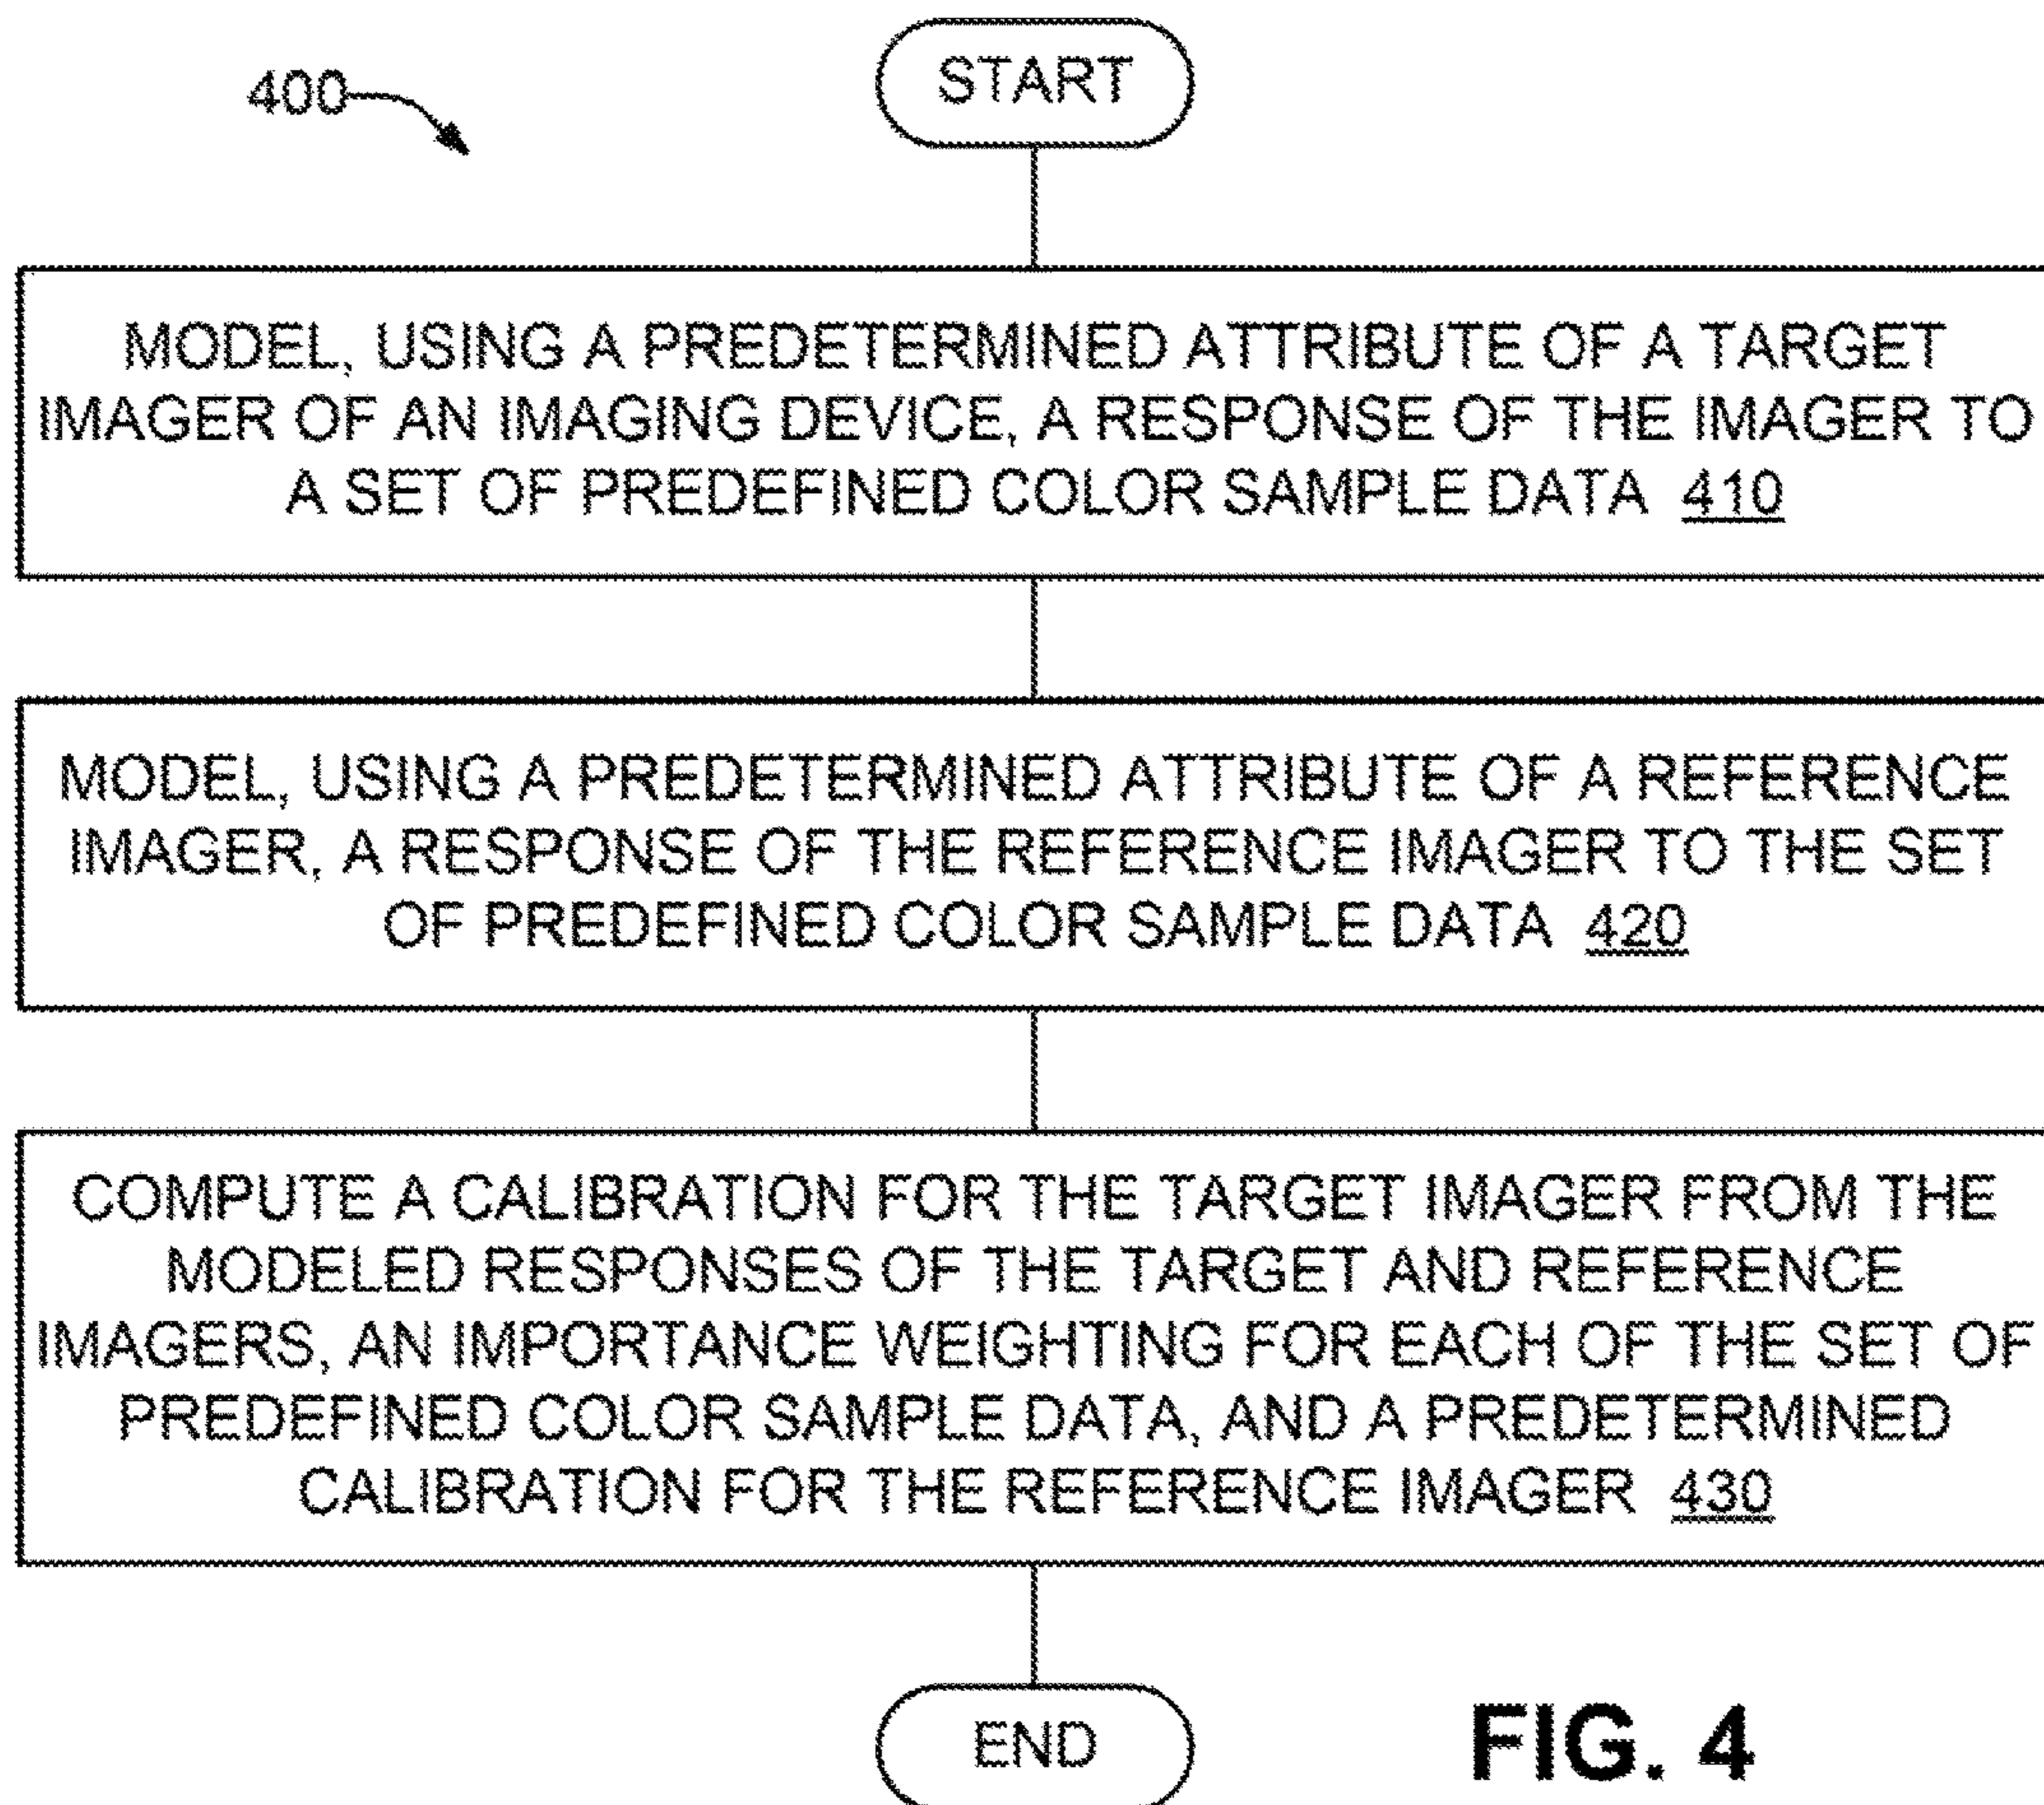 400
START
MODEL, USING A PREDETERMINED ATTRIBUTE OF A TARGET
IMAGER OF AN IMAGING DEVICE, A RESPONSE OF THE IMAGER TO
A SET OF PREDEFINED COLOR SAMPLE DATA 410
MODEL, USING A PREDETERMINED ATTRIBUTE OF A REFERENCE
IMAGER, A RESPONSE OF THE REFERENCE IMAGER TO THE SET
OF PREDEFINED COLOR SAMPLE DATA 420
COMPUTE A CALIBRATION FOR THE TARGET IMAGER FROM THE
MODELED RESPONSES OF THE TARGET AND REFERENCE
IMAGERS, AN IMPORTANCE WEIGHTING FOR EACH OF THE SET OF
PREDEFINED COLOR SAMPLE DATA, AND A PREDETERMINED
CALIBRATION FOR THE REFERENCE IMAGER 430
END
FIG. 4